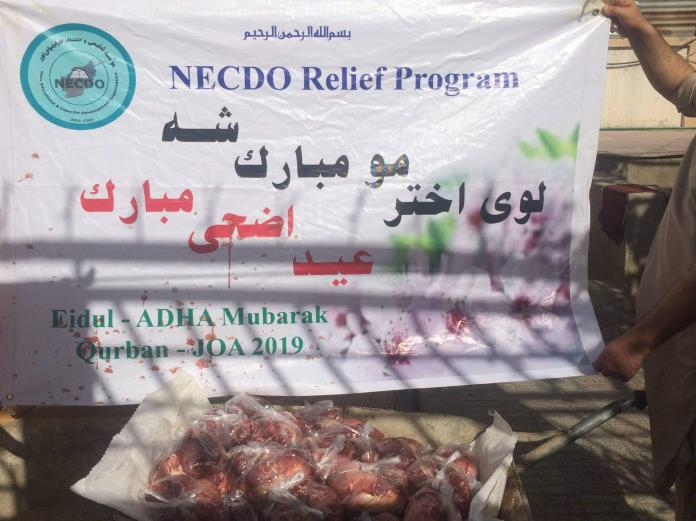 بسم الله الرحمن الرحيم
NECDO
NECDO Relief Program
لوی اختر مو مبارک شه
عید اضحی مبارک
Eidul - ADHA Mubarak
Qurban - JOA 2019